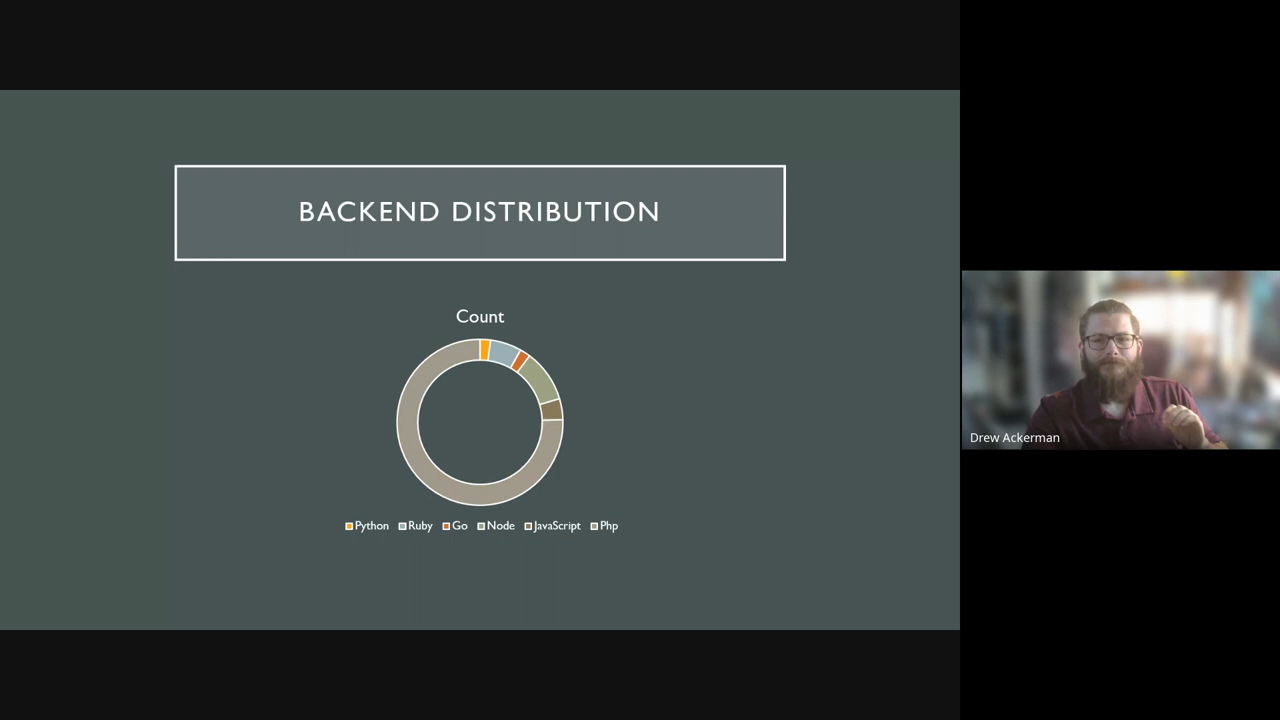 BACKEND DISTRIBUTION
Count
Python Ruby Go Node JavaScript Php
Drew Ackerman